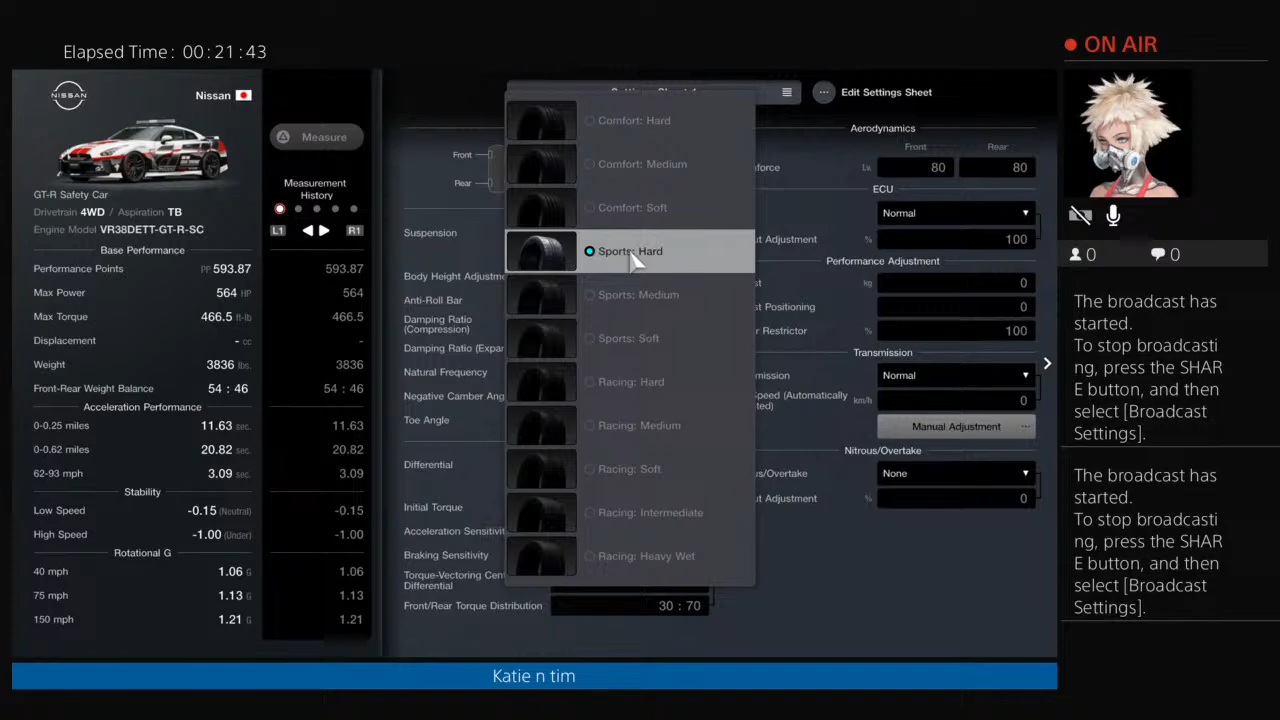 Elapsed Time: 00:21:43
ON AIR
NISSAN
Nissan
GT-R Safety Car
Drivetrain 4WD / Aspiration TB
Engine Model VR38DETT-GT-R-SC
Base Performance
Performance Points PP 593.87
Max Power 564 HP
Max Torque 466.5 ft-lb
Displacement - cc
Weight 3836 lbs.
Front-Rear Weight Balance 54 : 46
Acceleration Performance
0-0.25 miles 11.63 sec.
0-0.62 miles 20.82 sec.
62-93 mph 3.09 sec.
Stability
Low Speed -0.15 (Neutral)
High Speed -1.00 (Under)
Rotational G
40 mph 1.06 G
75 mph 1.13 G
150 mph 1.21 G
Measure
Measurement
History
L1 R1
593.87
564
466.5
-
3836
54 : 46
11.63
20.82
3.09
-0.15
-1.00
1.06
1.13
1.21
Edit Settings Sheet
Front
Rear
Suspension
Body Height Adjustm
Anti-Roll Bar
Damping Ratio
(Compression)
Damping Ratio (Expan
Natural Frequency
Negative Camber Ang
Toe Angle
Differential
Initial Torque
Acceleration Sensitivit
Braking Sensitivity
Torque-Vectoring Cen
Differential
Front/Rear Torque Distribution 30 : 70
Comfort: Hard
Comfort: Medium
Comfort: Soft
Sports: Hard
Sports: Medium
Sports: Soft
Racing: Hard
Racing: Medium
Racing: Soft
Racing: Intermediate
Racing: Heavy Wet
Aerodynamics
Front Rear
force Lv. 80 80
ECU
Normal
ut Adjustment % 100
Performance Adjustment
st kg 0
st Positioning 0
r Restrictor % 100
Transmission
mission Normal
Speed (Automatically
ted) km/h 0
Manual Adjustment
Nitrous/Overtake
us/Overtake None
ut Adjustment % 0
0 0
The broadcast has
started.
To stop broadcasti
ng, press the SHAR
E button, and then
select [Broadcast
Settings].
The broadcast has
started.
To stop broadcasti
ng, press the SHAR
E button, and then
select [Broadcast
Settings].
Katie n tim